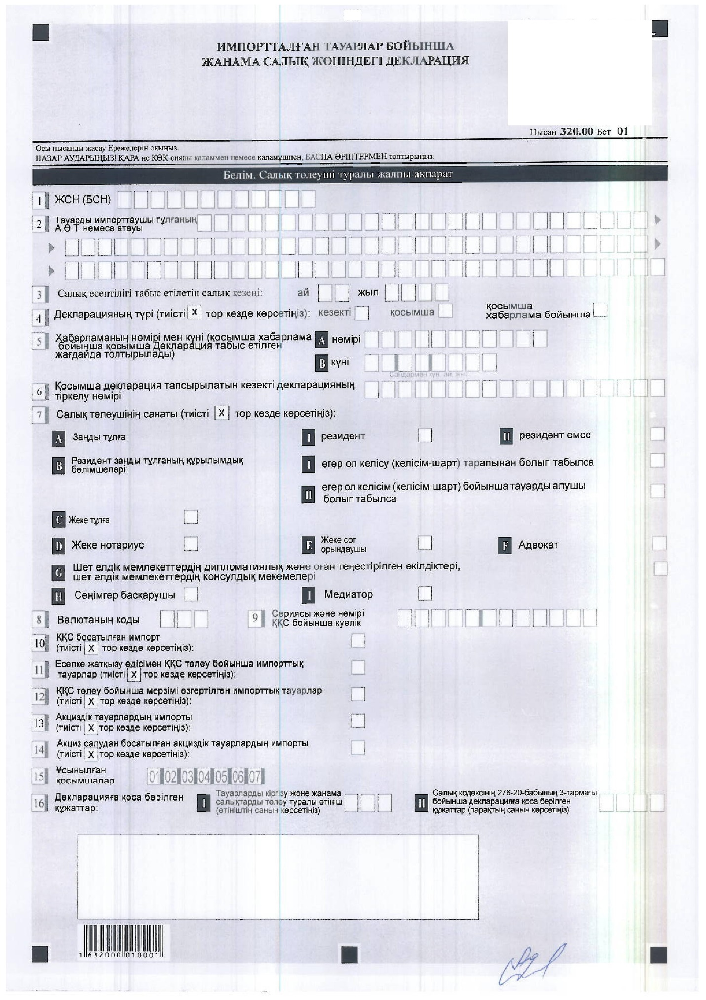 ИМПОРТТАЛҒАН ТАУАРЛАР БОЙЫНША
ЖАНАМА САЛЫҚ ЖӨНІНДЕГІ ДЕКЛАРАЦИЯ
Нысан 320.00 Бет 01
Осы нысанды жасау Ережелерін оқыңыз.
НАЗАР АУДАРЫҢЫЗ! ҚАРА не КӨК сиялы қаламмен немесе қаламұшпен, БАСПА ӘРІПТЕРМЕН толтырыңыз.
Бөлім. Салық төлеуші туралы жалпы ақпарат
1 ЖСН (БСН)
2 Тауарды импорттаушы тұлғаның
А.Ә.Т. немесе атауы
3 Салық есептілігі табыс етілетін салық кезеңі: ай жыл
4 Декларацияның түрі (тиісті X тор көзде көрсетіңіз): кезекті қосымша қосымша
хабарлама бойынша
5 Хабарламаның нөмірі мен күні (қосымша хабарлама
бойынша қосымша Декларация табыс етілген
жағдайда толтырылады)
A нөмірі
B күні
Сандармен күн, ай, жыл
6 Қосымша декларация тапсырылатын кезекті декларацияның
тіркелу нөмірі
7 Салық төлеушінің санаты (тиісті X тор көзде көрсетіңіз):
A Заңды тұлға I резидент II резидент емес
B Резидент заңды тұлғаның құрылымдық
бөлімшелері:
I егер ол келісу (келісім-шарт) тарапынан болып табылса
II егер ол келісім (келісім-шарт) бойынша тауарды алушы
болып табылса
C Жеке тұлға
D Жеке нотариус E Жеке сот
орындаушы
F Адвокат
G Шет елдік мемлекеттердің дипломатиялық және оған теңестірілген өкілдіктері,
шет елдік мемлекеттердің консулдық мекемелері
H Сеңімгер басқарушы I Медиатор
8 Валютаның коды 9 Сериясы және нөмірі
ҚҚС бойынша куәлік
10 ҚҚС босатылған импорт
(тиісті X тор көзде көрсетіңіз):
11 Есепке жатқызу әдісімен ҚҚС төлеу бойынша импорттық
тауарлар (тиісті X тор көзде көрсетіңіз):
12 ҚҚС төлеу бойынша мерзімі өзгертілген импорттық тауарлар
(тиісті X тор көзде көрсетіңіз):
13 Акциздік тауарлардың импорты
(тиісті X тор көзде көрсетіңіз):
14 Акциз салудан босатылған акциздік тауарлардың импорты
(тиісті X тор көзде көрсетіңіз):
15 Ұсынылған
қосымшалар
01 02 03 04 05 06 07
16 Декларацияға қоса берілген
құжаттар:
I Тауарларды кіргізу және жанама
салықтарды төлеу туралы өтініш
(өтініштің санын көрсетіңіз)
II Салық кодексінің 276-20-бабының 3-тармағы
бойынша декларацияға қоса берілген
құжаттар (парақтың санын көрсетіңіз)
1 632000 010001